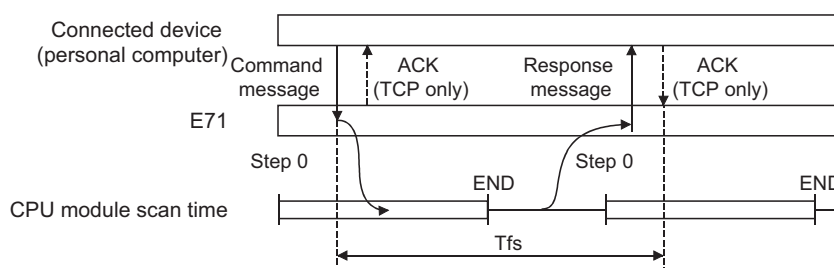 Connected device
(personal computer)
Command
message
ACK
(TCP only)
Response
message
ACK
(TCP only)
E71
Step 0
Step 0
END
END
CPU module scan time
Tfs